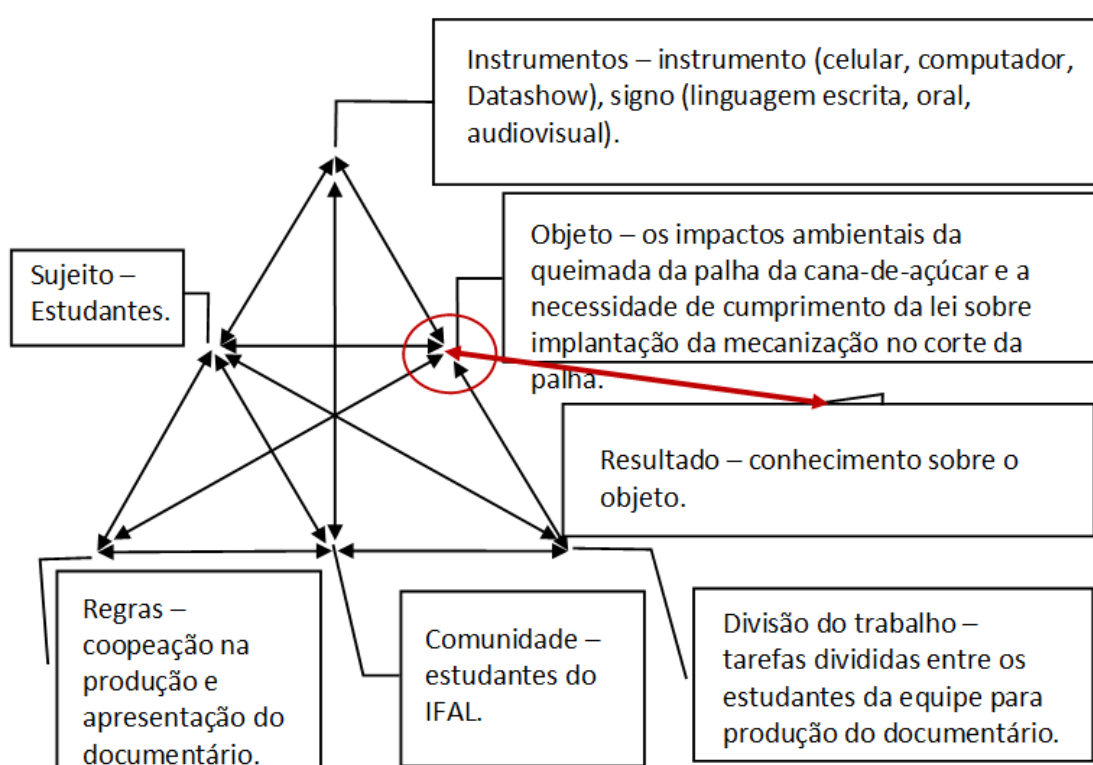 Instrumentos – instrumento (celular, computador,
Datashow), signo (linguagem escrita, oral,
audiovisual).
Objeto – os impactos ambientais da
queimada da palha da cana-de-açúcar e a
necessidade de cumprimento da lei sobre
implantação da mecanização no corte da
palha.
Sujeito –
Estudantes.
Resultado – conhecimento sobre o
objeto.
Regras –
coopeação na
produção e
apresentação do
documentário.
Comunidade –
estudantes do
IFAL.
Divisão do trabalho –
tarefas divididas entre os
estudantes da equipe para
produção do documentário.